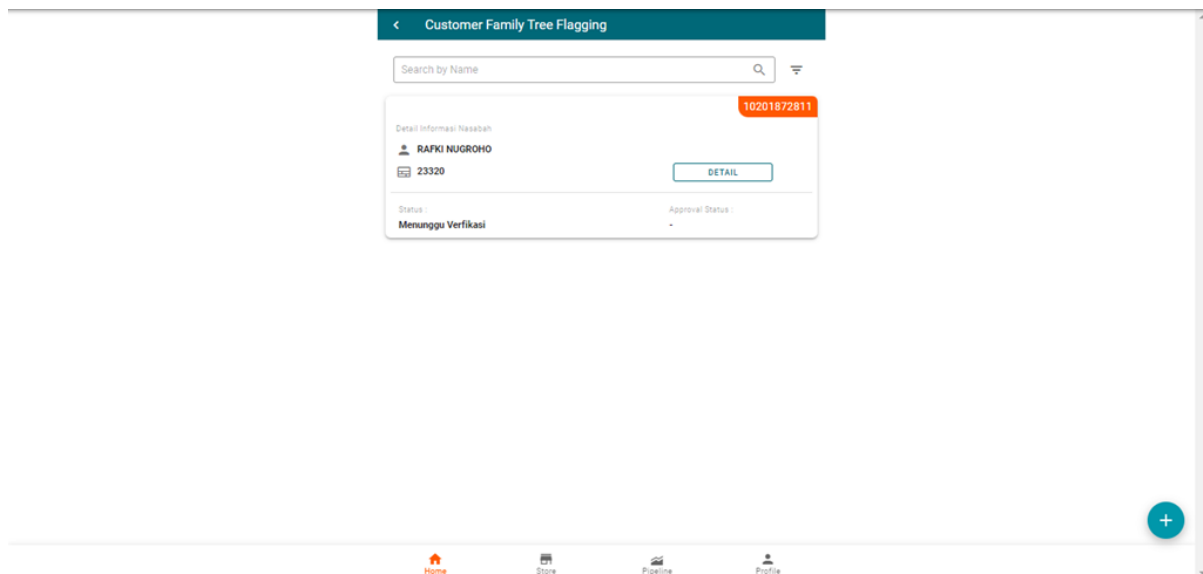 Customer Family Tree Flagging
Search by Name
10201872811
Detail Informasi Nasabah
RAFKI NUGROHO
23320
DETAIL
Status :
Approval Status :
Menunggu Verfikasi
-
Home
Store
Pipeline
Profile